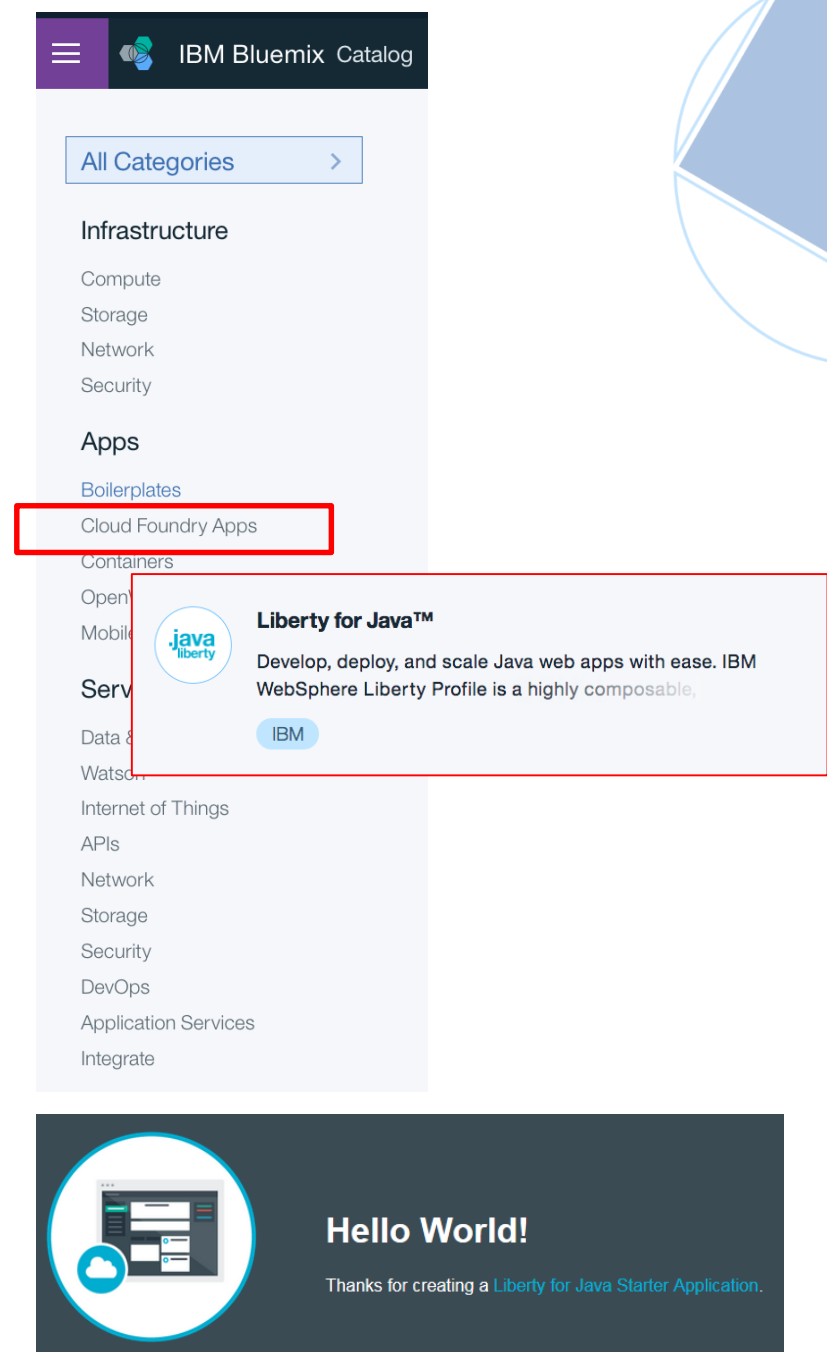 IBM Bluemix Catalog
All Categories
Infrastructure
Compute
Storage
Network
Security
Apps
Boilerplates
Cloud Foundry Apps
Containers
Mobile
Liberty for Java™
Develop, deploy, and scale Java web apps with ease. IBM
WebSphere Liberty Profile is a highly composable,
IBM
.java
liberty
Data &
Watson
Internet of Things
APIs
Network
Storage
Security
DevOps
Application Services
Integrate
Hello World!
Thanks for creating a Liberty for Java Starter Application.